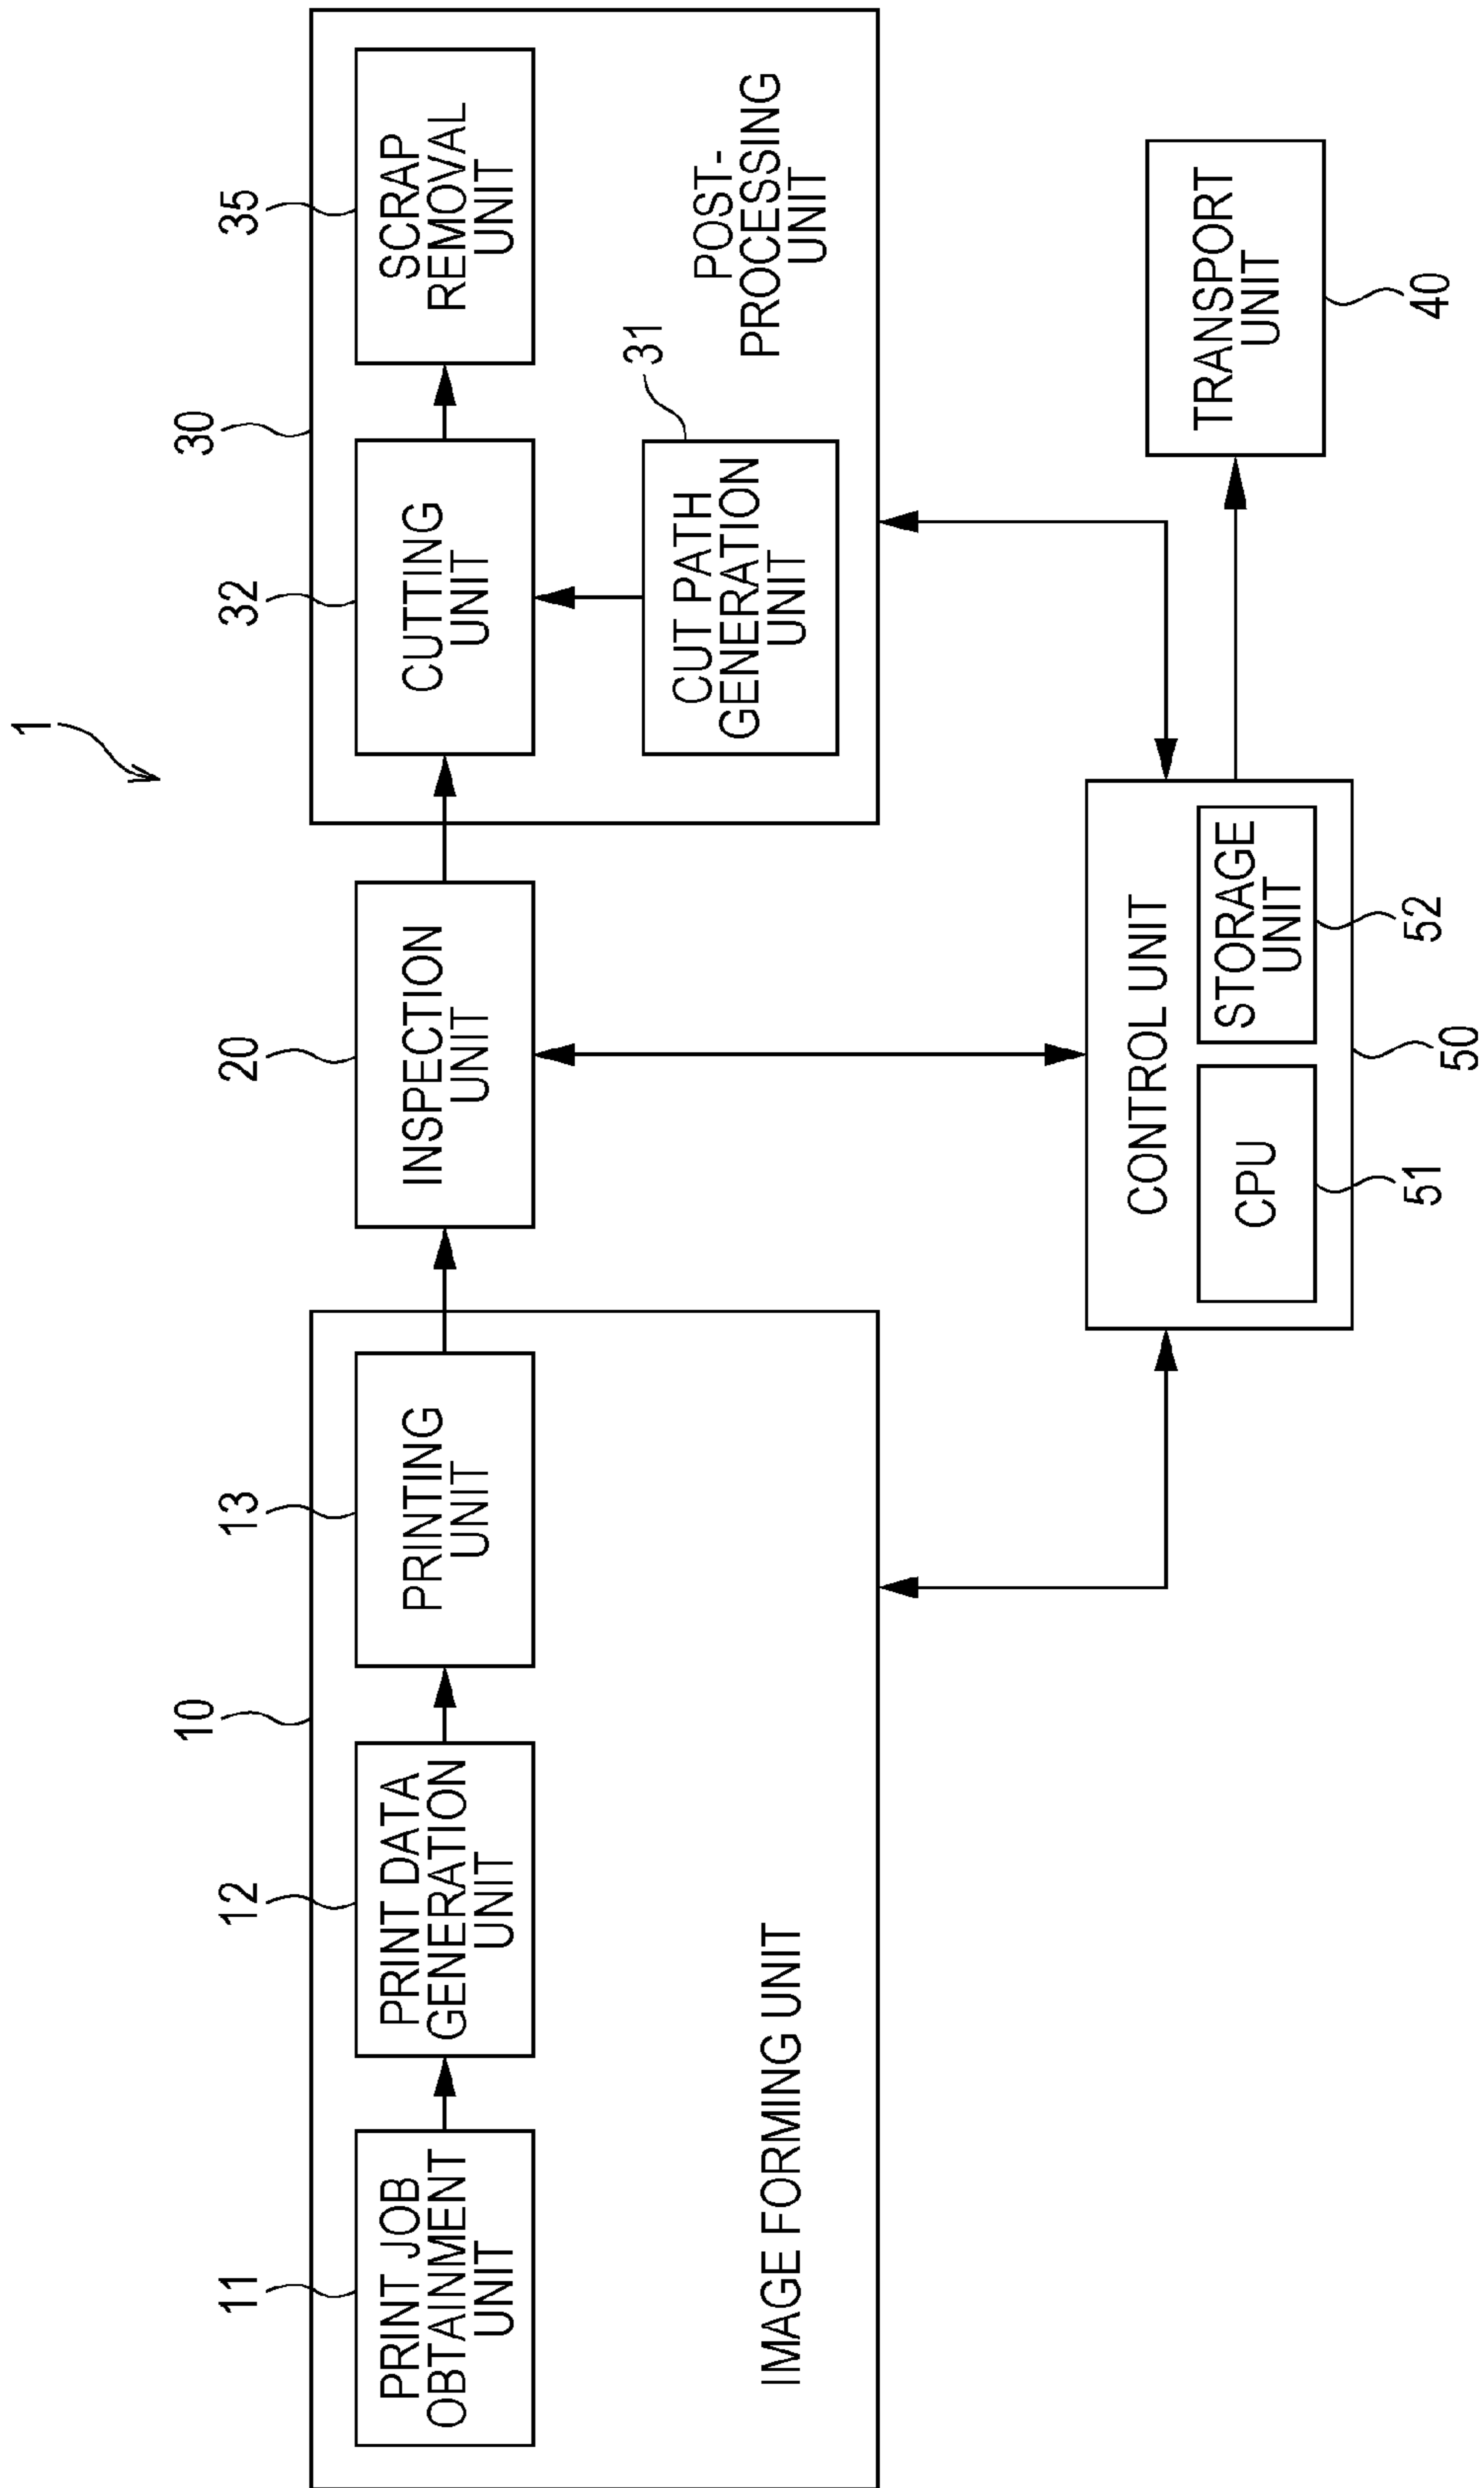 1
10
30
11
12
13
20
32
35
PRINT JOB
OBTAINMENT
UNIT
PRINT DATA
GENERATION
UNIT
PRINTING
UNIT
INSPECTION
UNIT
CUTTING
UNIT
SCRAP
REMOVAL
UNIT
31
CUT PATH
GENERATION
UNIT
POST-
PROCESSING
UNIT
IMAGE FORMING UNIT
CONTROL UNIT
CPU
STORAGE
UNIT
TRANSPORT
UNIT
51
52
50
40